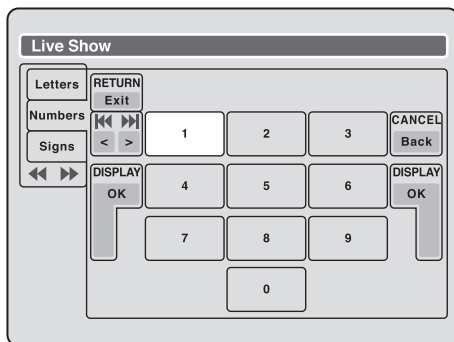 Live Show
Letters
RETURN
Exit
Numbers
1
2
3
CANCEL
Back
< >
Signs
DISPLAY
OK
4
5
6
DISPLAY
OK
7
8
9
0